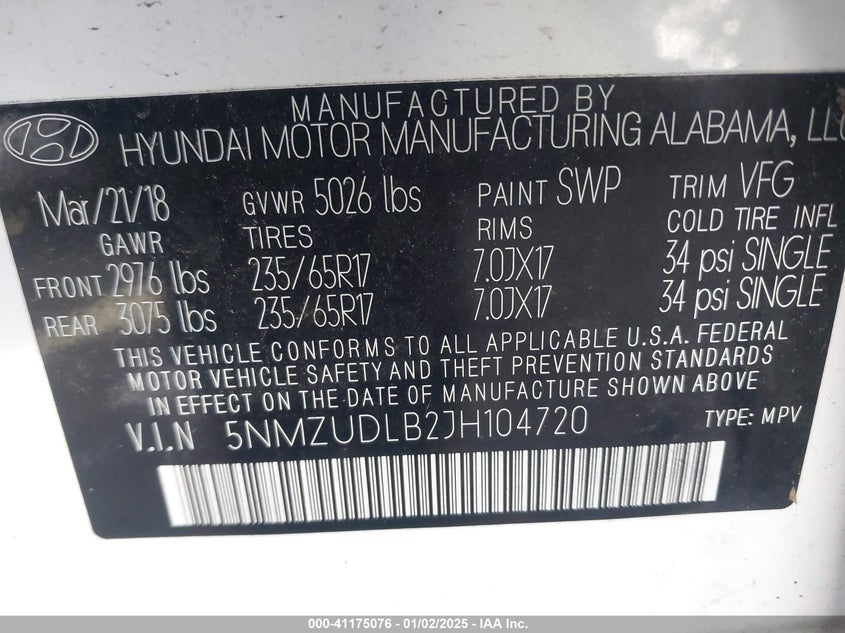 MANUFACTURED BY
HYUNDAI MOTOR MANUFACTURING ALABAMA, LLC
Mar/21/18 GVWR 5026 lbs PAINT SWP TRIM VFG
GAWR TIRES RIMS COLD TIRE INFL
FRONT 2976 lbs 235/65R17 7.0JX17 34 psi SINGLE
REAR 3075 lbs 235/65R17 7.0JX17 34 psi SINGLE
THIS VEHICLE CONFORMS TO ALL APPLICABLE U.S.A. FEDERAL
MOTOR VEHICLE SAFETY AND THEFT PREVENTION STANDARDS
IN EFFECT ON THE DATE OF MANUFACTURE SHOWN ABOVE
V.I.N 5NMZUDLB2JH104720 TYPE: MPV
000-41175076 - 01/02/2025 - IAA Inc.